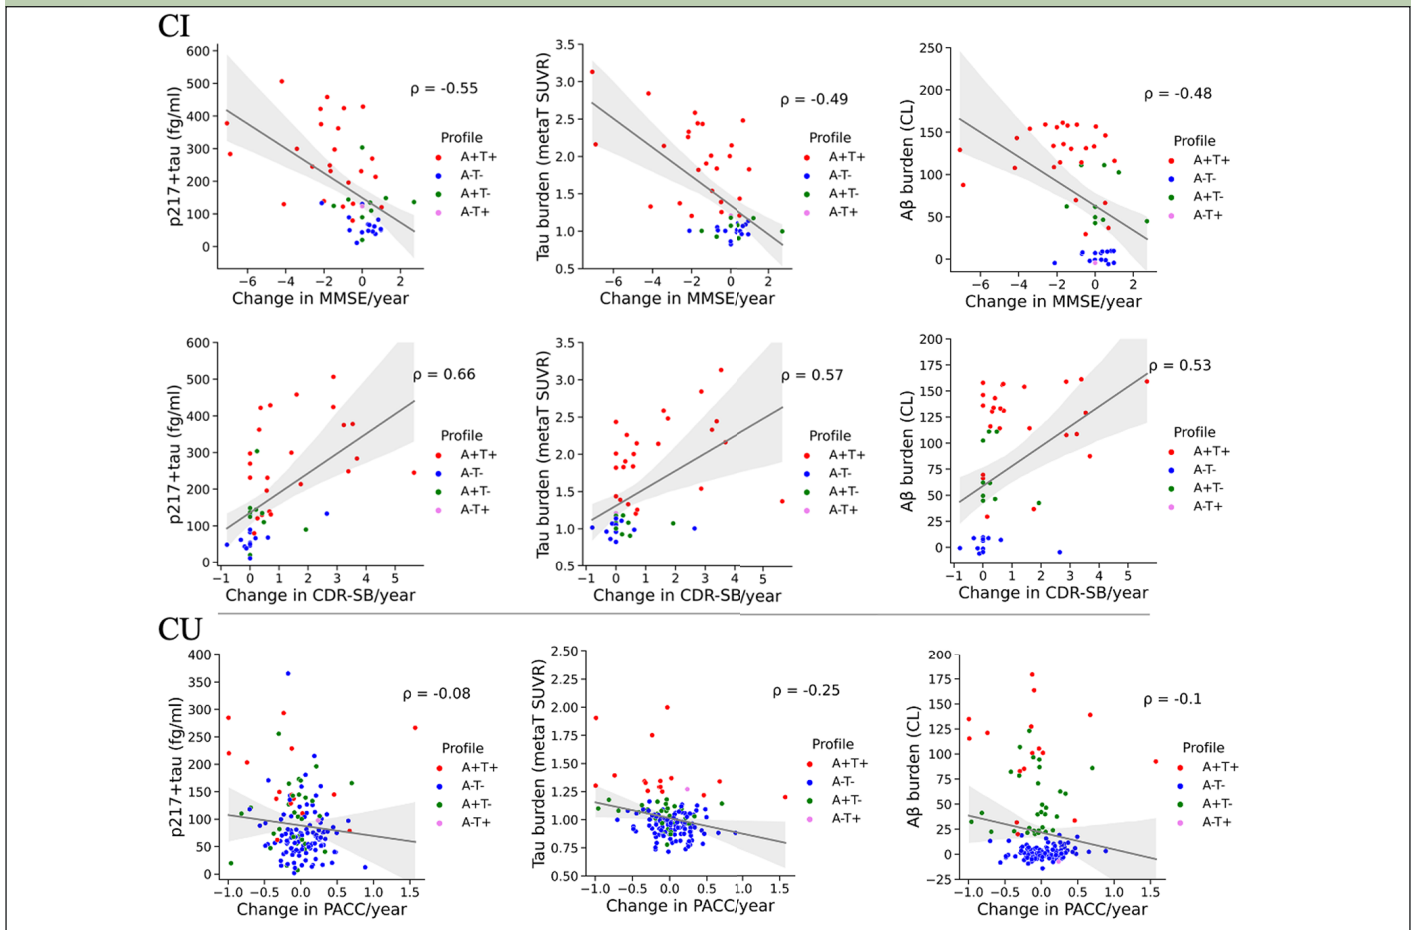 CI
p217+tau (fg/ml)
600
500
400
300
200
100
0
−6 −4 −2 0 2
Change in MMSE/year
ρ = -0.55
Profile
A+T+
A-T-
A+T-
A-T+
Tau burden (metaT SUVR)
3.5
3.0
2.5
2.0
1.5
1.0
0.5
−6 −4 −2 0 2
Change in MMSE/year
ρ = -0.49
Profile
A+T+
A-T-
A+T-
A-T+
Aβ burden (CL)
250
200
150
100
50
0
−6 −4 −2 0 2
Change in MMSE/year
ρ = -0.48
Profile
A+T+
A-T-
A+T-
A-T+
p217+tau (fg/ml)
600
500
400
300
200
100
0
−1 0 1 2 3 4 5
Change in CDR-SB/year
ρ = 0.66
Profile
A+T+
A-T-
A+T-
A-T+
Tau burden (metaT SUVR)
3.5
3.0
2.5
2.0
1.5
1.0
0.5
−1 0 1 2 3 4 5
Change in CDR-SB/year
ρ = 0.57
Profile
A+T+
A-T-
A+T-
A-T+
Aβ burden (CL)
200
175
150
125
100
75
50
25
0
−1 0 1 2 3 4 5
Change in CDR-SB/year
ρ = 0.53
Profile
A+T+
A-T-
A+T-
A-T+
CU
p217+tau (fg/ml)
400
350
300
250
200
150
100
50
0
−1.0 −0.5 0.0 0.5 1.0 1.5
Change in PACC/year
ρ = -0.08
Profile
A+T+
A-T-
A+T-
A-T+
Tau burden (metaT SUVR)
2.50
2.25
2.00
1.75
1.50
1.25
1.00
0.75
0.50
−1.0 −0.5 0.0 0.5 1.0 1.5
Change in PACC/year
ρ = -0.25
Profile
A+T+
A-T-
A+T-
A-T+
Aβ burden (CL)
200
175
150
125
100
75
50
25
0
−25
−1.0 −0.5 0.0 0.5 1.0 1.5
Change in PACC/year
ρ = -0.1
Profile
A+T+
A-T-
A+T-
A-T+